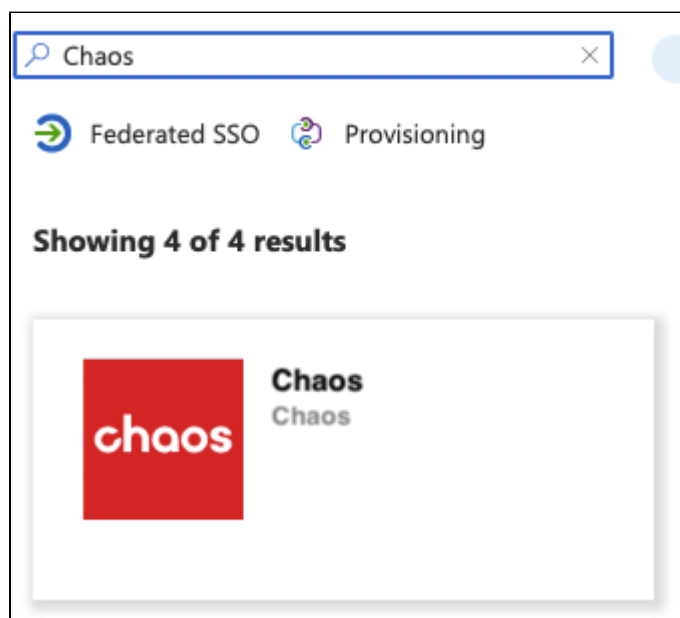 Chaos
Federated SSO Provisioning
Showing 4 of 4 results
chaos
Chaos
Chaos